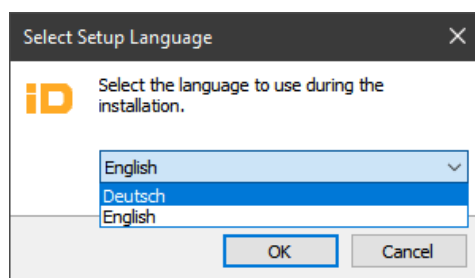 Select Setup Language
iD
Select the language to use during the
installation.
English
Deutsch
English
OK
Cancel